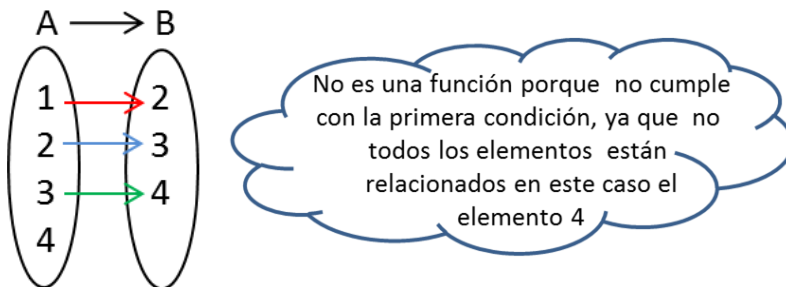 A B
1 2
2 3
3 4
4
No es una función porque no cumple
con la primera condición, ya que no
todos los elementos están
relacionados en este caso el
elemento 4